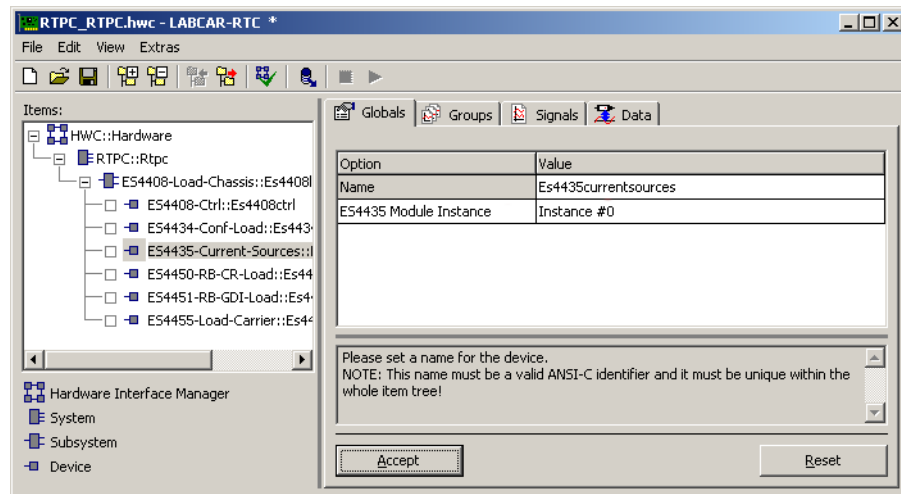 RTPC_RTPC.hwc - LABCAR-RTC *
File Edit View Extras
Items:
HWC::Hardware
RTPC::Rtpc
ES4408-Load-Chassis::Es4408l
ES4408-Ctrl::Es4408ctrl
ES4434-Conf-Load::Es443
ES4435-Current-Sources::
ES4450-RB-CR-Load::Es44
ES4451-RB-GDI-Load::Es4
ES4455-Load-Carrier::Es44
Hardware Interface Manager
System
Subsystem
Device
Globals Groups Signals Data
Option Value
Name Es4435currentsources
ES4435 Module Instance Instance #0
Please set a name for the device.
NOTE: This name must be a valid ANSI-C identifier and it must be unique within the
whole item tree!
Accept Reset